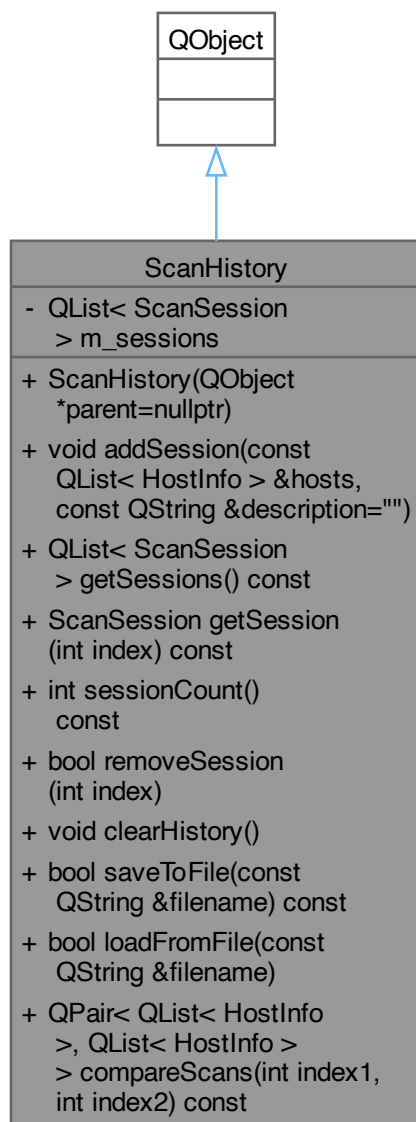 QObject
ScanHistory
- QList< ScanSession
> m_sessions
+ ScanHistory(QObject
*parent=nullptr)
+ void addSession(const
QList< HostInfo > &hosts,
const QString &description="")
+ QList< ScanSession
> getSessions() const
+ ScanSession getSession
(int index) const
+ int sessionCount()
const
+ bool removeSession
(int index)
+ void clearHistory()
+ bool saveToFile(const
QString &filename) const
+ bool loadFromFile(const
QString &filename)
+ QPair< QList< HostInfo
>, QList< HostInfo >
> compareScans(int index1,
int index2) const